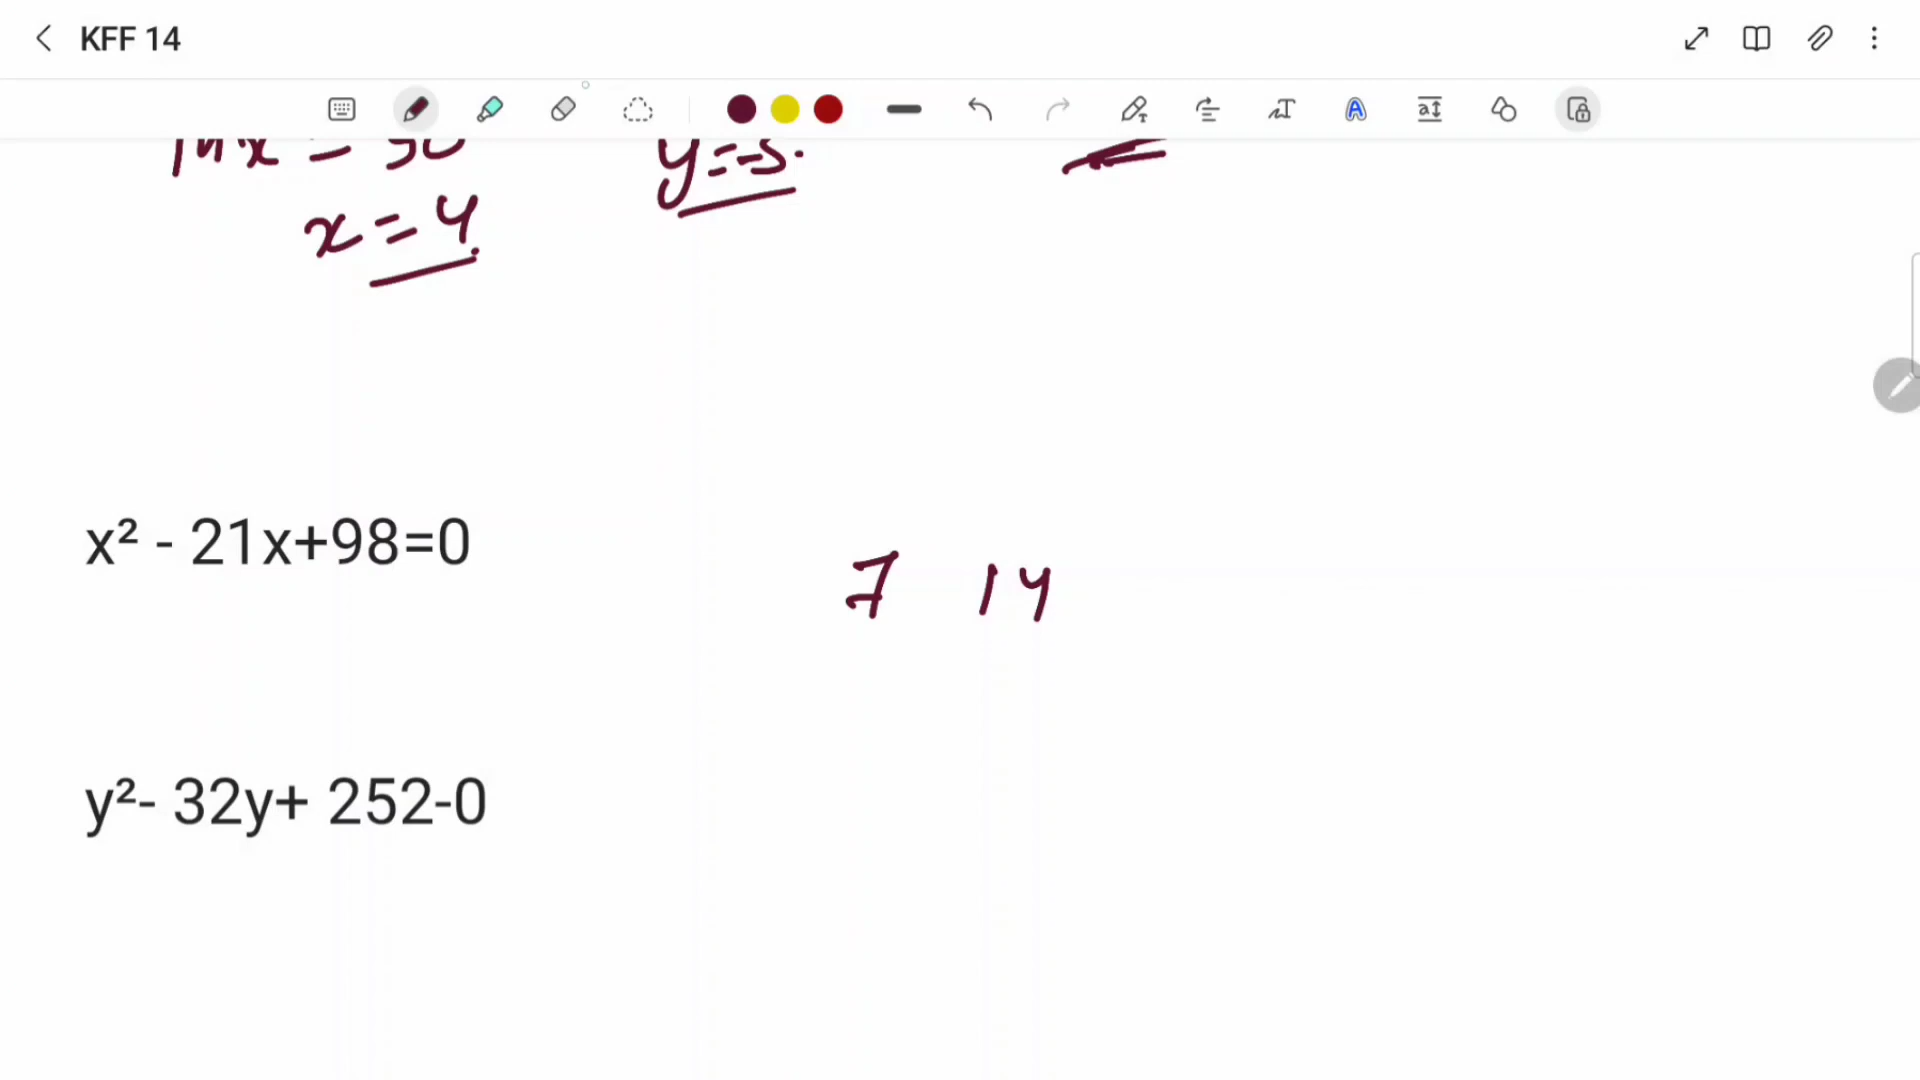 KFF 14
y=-5.
x=4
x² - 21x+98=0
7 14
y²- 32y+ 252-0